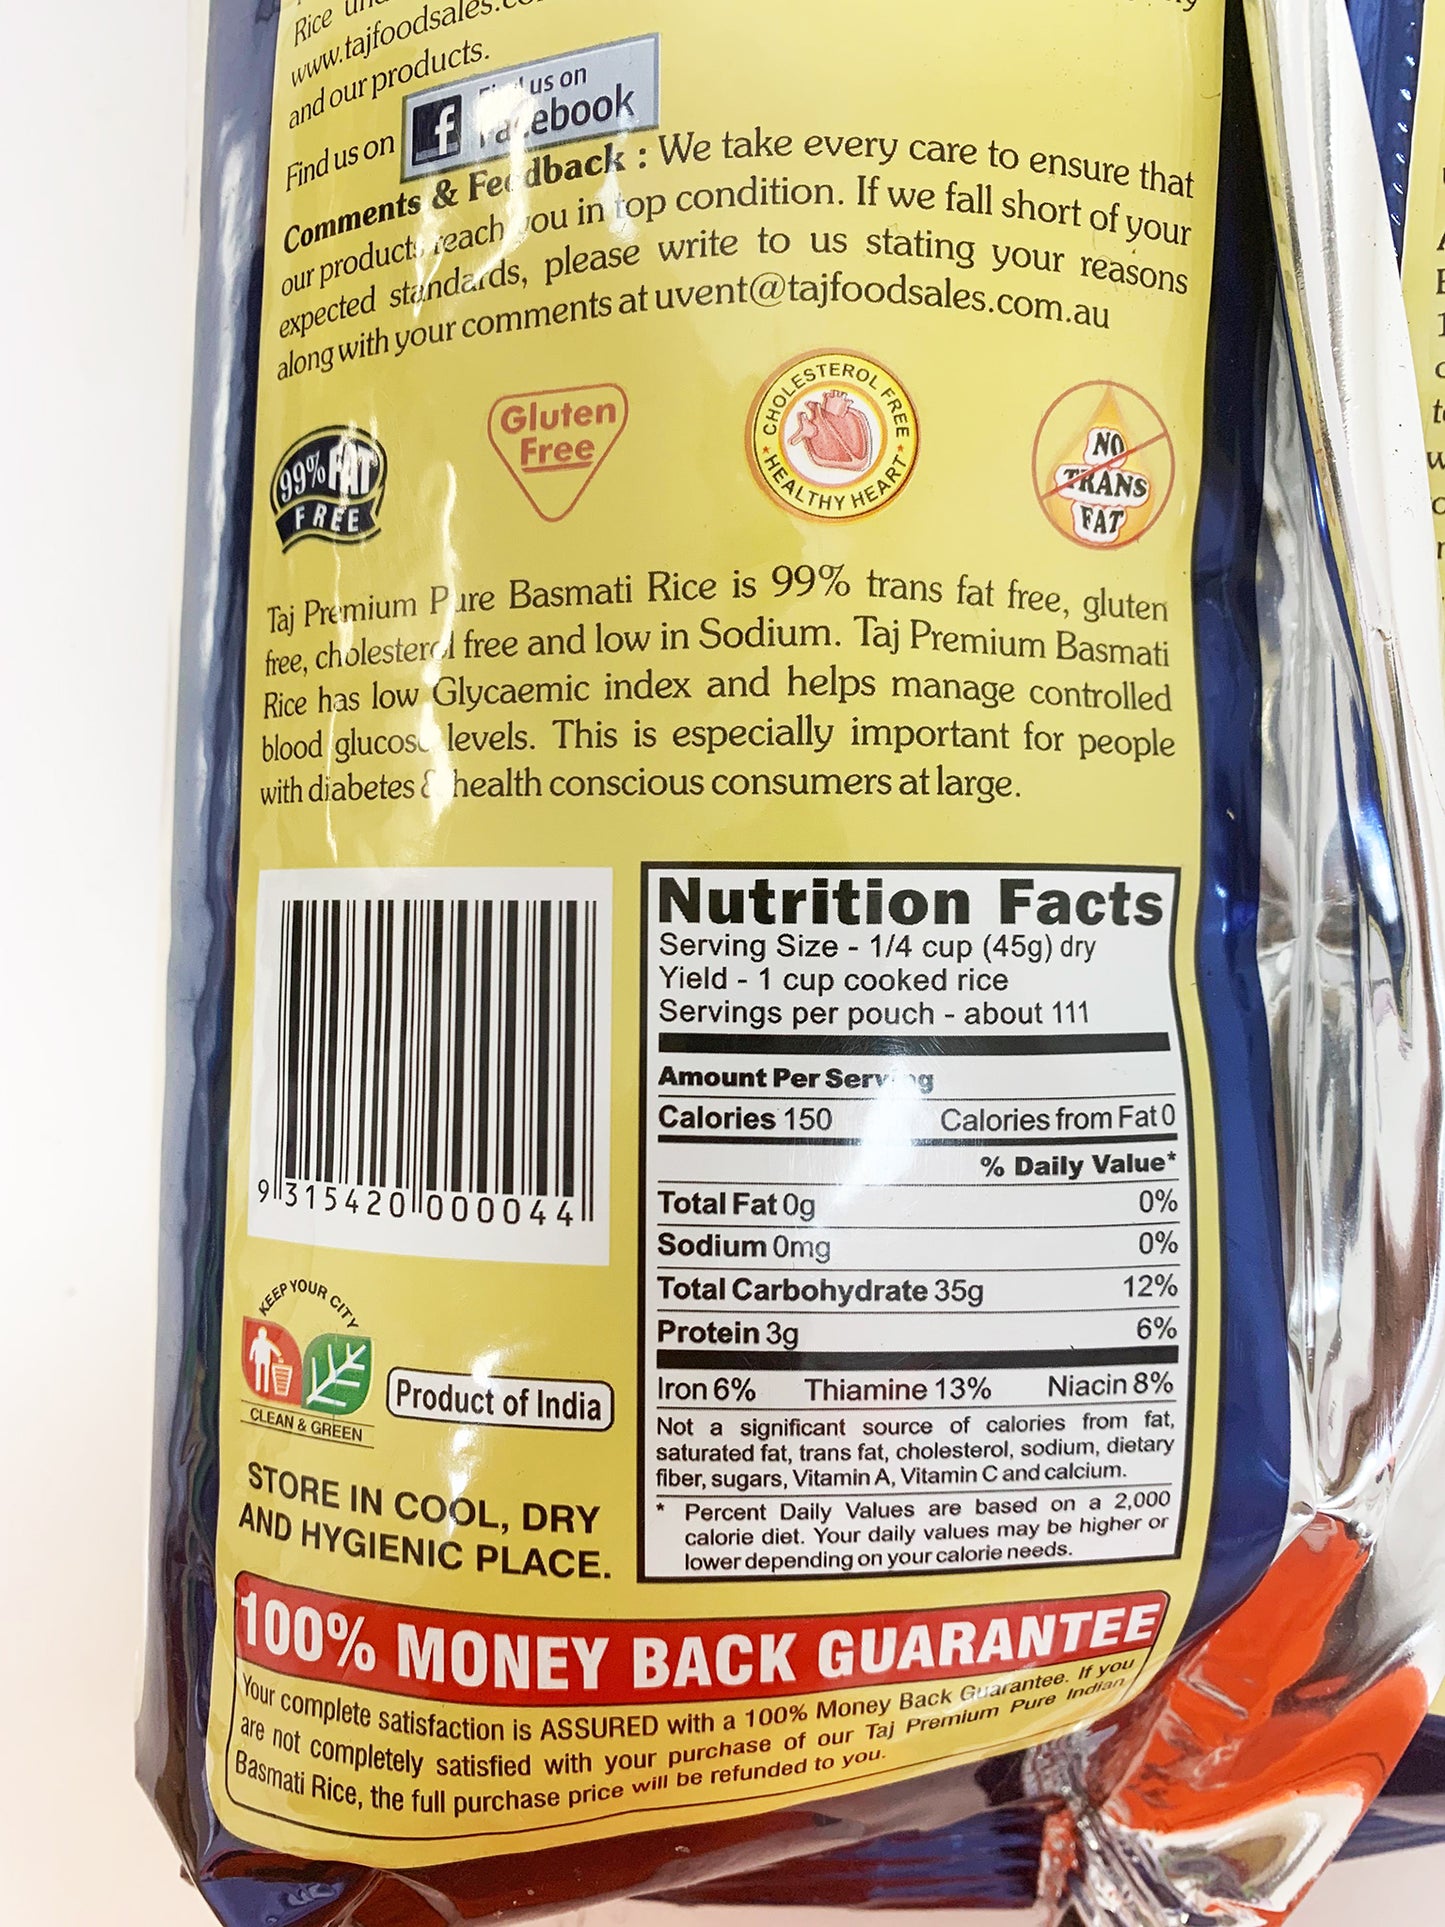 Rice
www.tajfoodsales.
and our products.
Find us on
f
us on
Facebook
Comments & Feedback : We take every care to ensure that
our products reach you in top condition. If we fall short of your
expected standards, please write to us stating your reasons
along with your comments at uvent@tajfoodsales.com.au
99% FAT
FREE
Gluten
Free
CHOLESTEROL FREE
HEALTHY HEART
NO
TRANS
FAT
Taj Premium Pure Basmati Rice is 99% trans fat free, gluten
free, cholesterol free and low in Sodium. Taj Premium Basmati
Rice has low Glycaemic index and helps manage controlled
blood glucose levels. This is especially important for people
with diabetes & health conscious consumers at large.
9 315420 000044
KEEP YOUR CITY
CLEAN & GREEN
Product of India
STORE IN COOL, DRY
AND HYGIENIC PLACE.
Nutrition Facts
Serving Size - 1/4 cup (45g) dry
Yield - 1 cup cooked rice
Servings per pouch - about 111
Amount Per Serving
Calories 150 Calories from Fat 0
% Daily Value*
Total Fat 0g 0%
Sodium 0mg 0%
Total Carbohydrate 35g 12%
Protein 3g 6%
Iron 6% Thiamine 13% Niacin 8%
Not a significant source of calories from fat,
saturated fat, trans fat, cholesterol, sodium, dietary
fiber, sugars, Vitamin A, Vitamin C and calcium.
* Percent Daily Values are based on a 2,000
calorie diet. Your daily values may be higher or
lower depending on your calorie needs.
100% MONEY BACK GUARANTEE
Your complete satisfaction is ASSURED with a 100% Money Back Guarantee. If you
are not completely satisfied with your purchase of our Taj Premium Pure Indian
Basmati Rice, the full purchase price will be refunded to you.